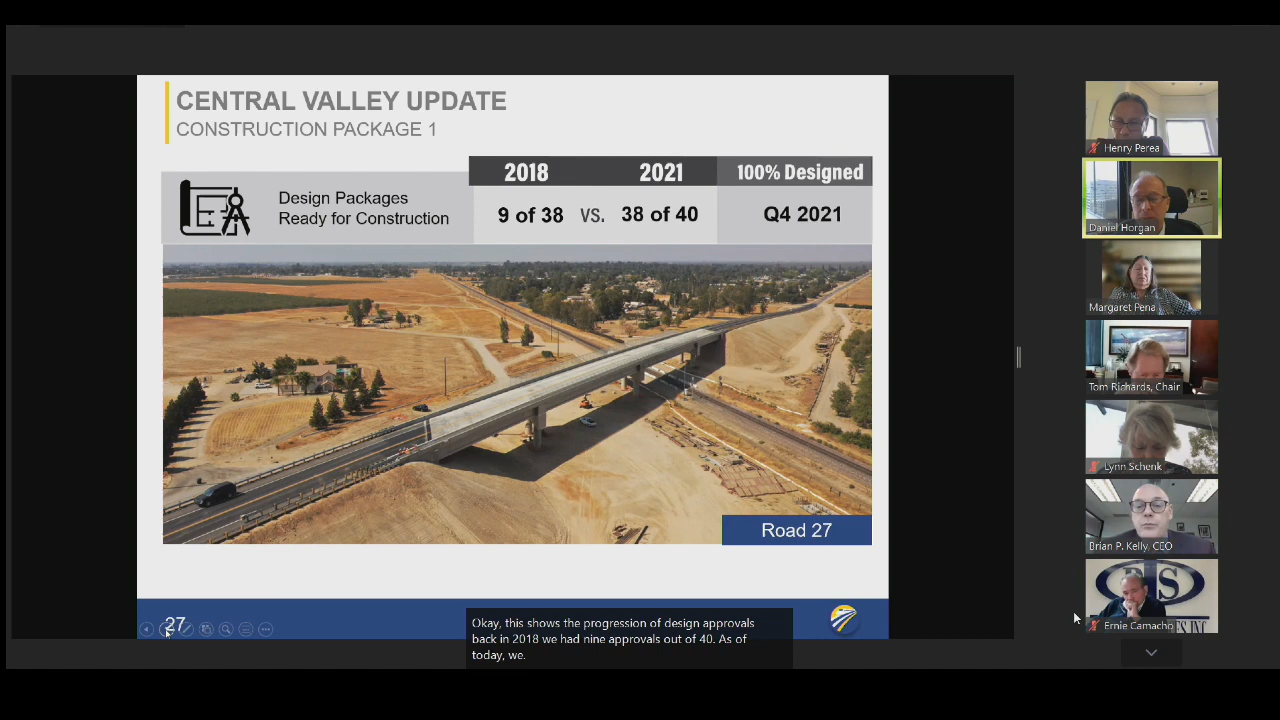 CENTRAL VALLEY UPDATE
CONSTRUCTION PACKAGE 1
2018
2021
100% Designed
Design Packages
Ready for Construction
9 of 38
VS.
38 of 40
Q4 2021
Road 27
27
Okay, this shows the progression of design approvals
back in 2018 we had nine approvals out of 40. As of
today, we.
Henry Perea
Daniel Horgan
Margaret Pena
Tom Richards, Chair
Lynn Schenk
Brian P. Kelly, CEO
Ernie Camacho